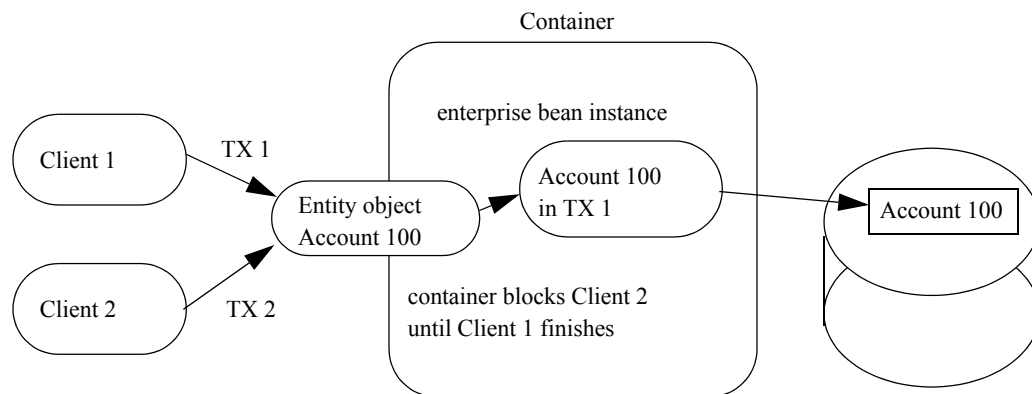 Container
enterprise bean instance
Client 1
TX 1
Account 100
in TX 1
Entity object
Account 100
Account 100
Client 2
TX 2
container blocks Client 2
until Client 1 finishes